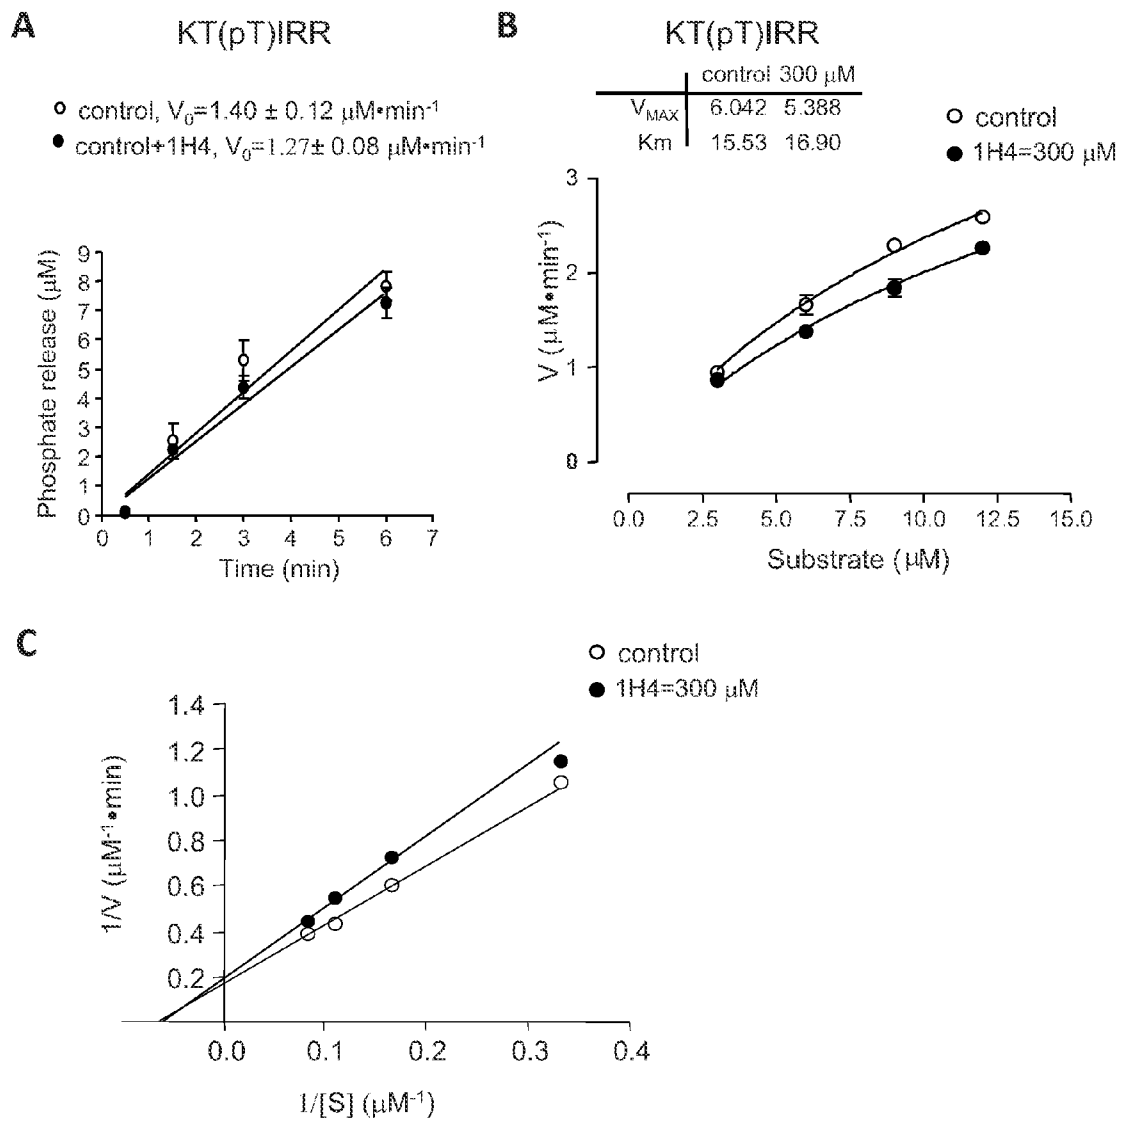 A
KT(pT)IRR
control, V₀=1.40 ± 0.12 μM•min⁻¹
control+1H4, V₀=1.27± 0.08 μM•min⁻¹
Phosphate release (μM)
9
8
7
6
5
4
3
2
1
0
0 1 2 3 4 5 6 7
Time (min)
B
KT(pT)IRR
control 300 μM
V_MAX 6.042 5.388
Km 15.53 16.90
control
1H4=300 μM
V (μM•min⁻¹)
3
2
1
0
0.0 2.5 5.0 7.5 10.0 12.5 15.0
Substrate (μM)
C
control
1H4=300 μM
1/V (μM⁻¹•min)
1.4
1.2
1.0
0.8
0.6
0.4
0.2
0.0 0.1 0.2 0.3 0.4
1/[S] (μM⁻¹)